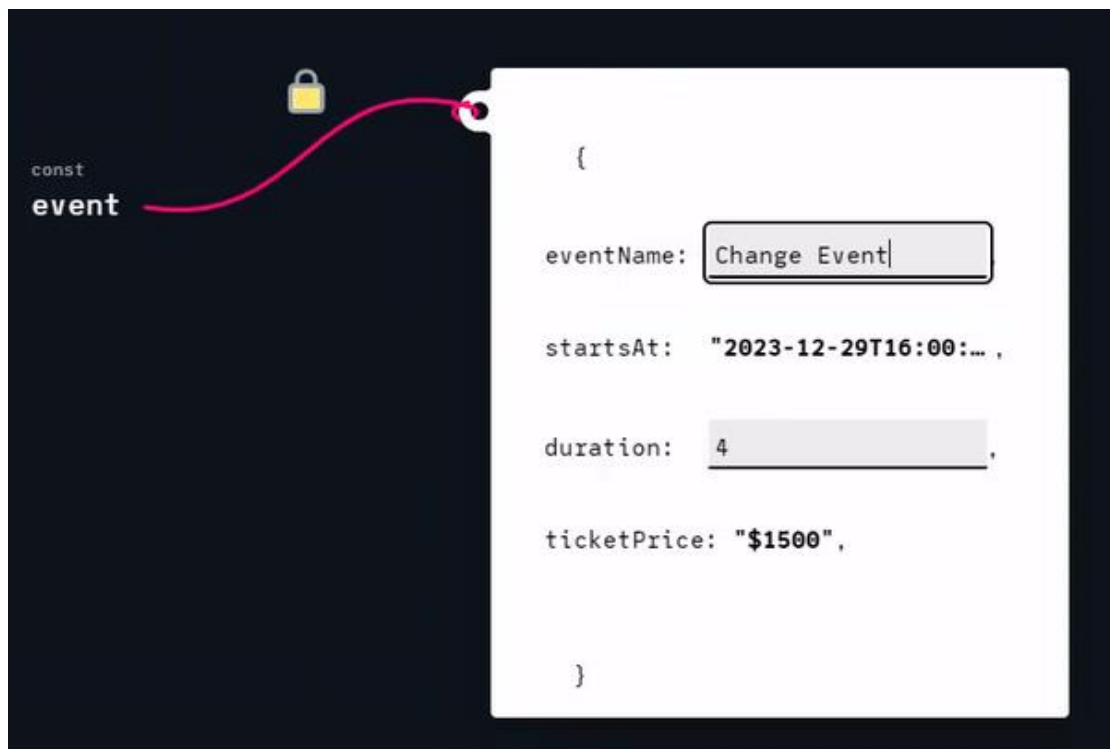 const
event
{
eventName: Change Event,
startsAt: "2023-12-29T16:00:… ,
duration: 4,
ticketPrice: "$1500",
}